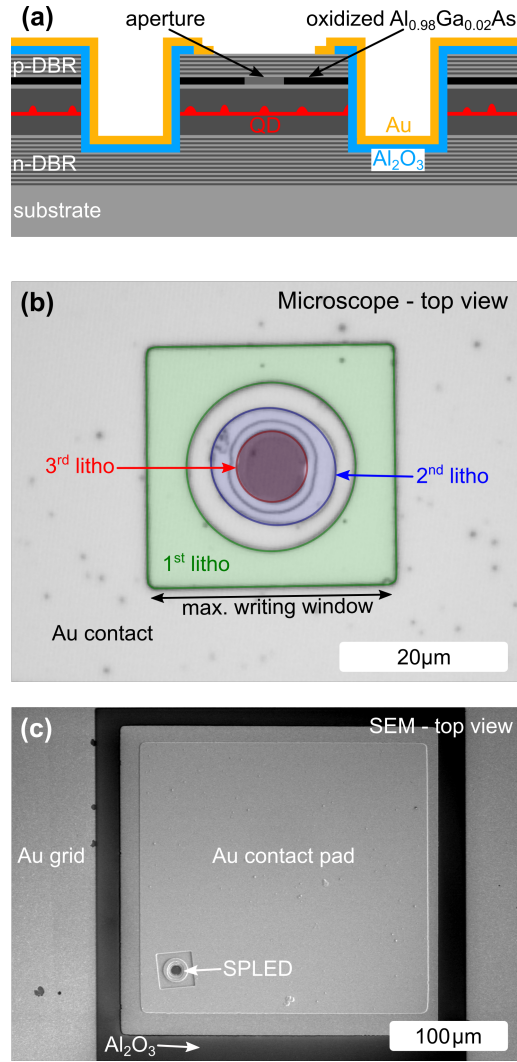 (a)
aperture
oxidized Al₀.₉₈Ga₀.₀₂As
p-DBR
QD
Au
Al₂O₃
n-DBR
substrate
(b)
Microscope - top view
3ʳᵈ litho
2ⁿᵈ litho
1ˢᵗ litho
max. writing window
Au contact
20µm
(c)
SEM - top view
Au grid
Au contact pad
SPLED
Al₂O₃
100µm